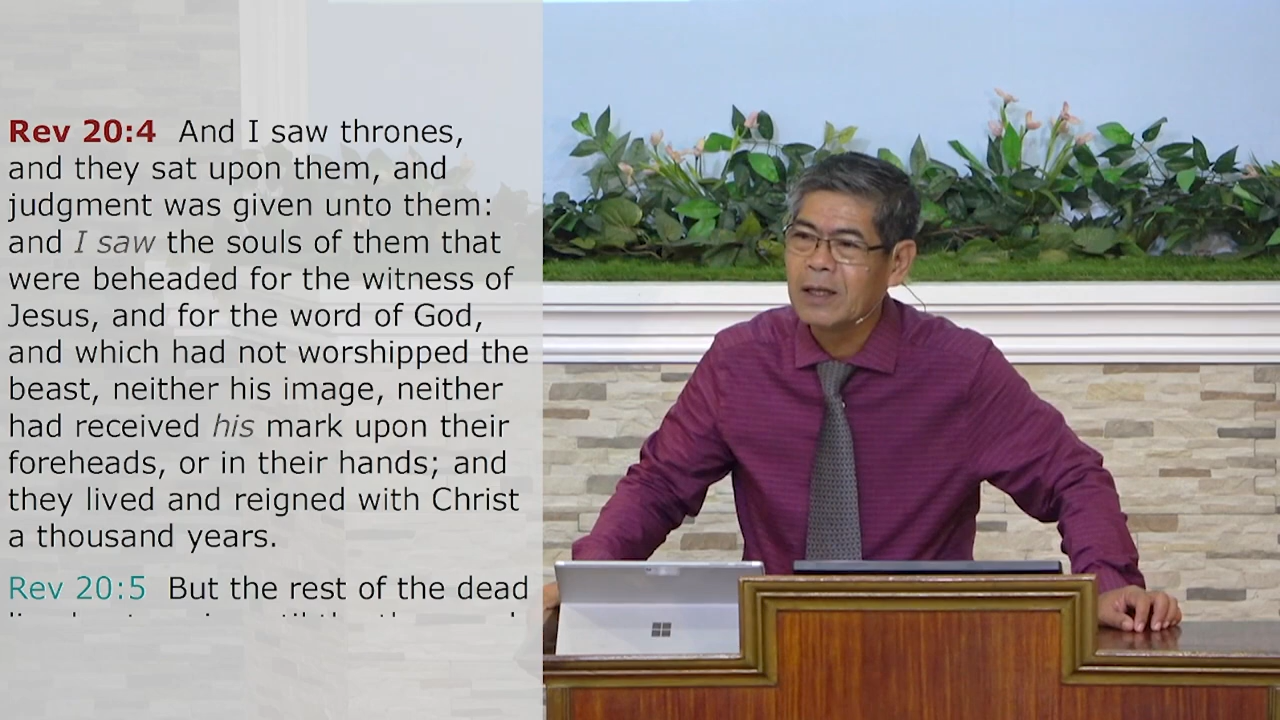 Rev 20:4 And I saw thrones,
and they sat upon them, and
judgment was given unto them:
and I saw the souls of them that
were beheaded for the witness of
Jesus, and for the word of God,
and which had not worshipped the
beast, neither his image, neither
had received his mark upon their
foreheads, or in their hands; and
they lived and reigned with Christ
a thousand years.
Rev 20:5 But the rest of the dead